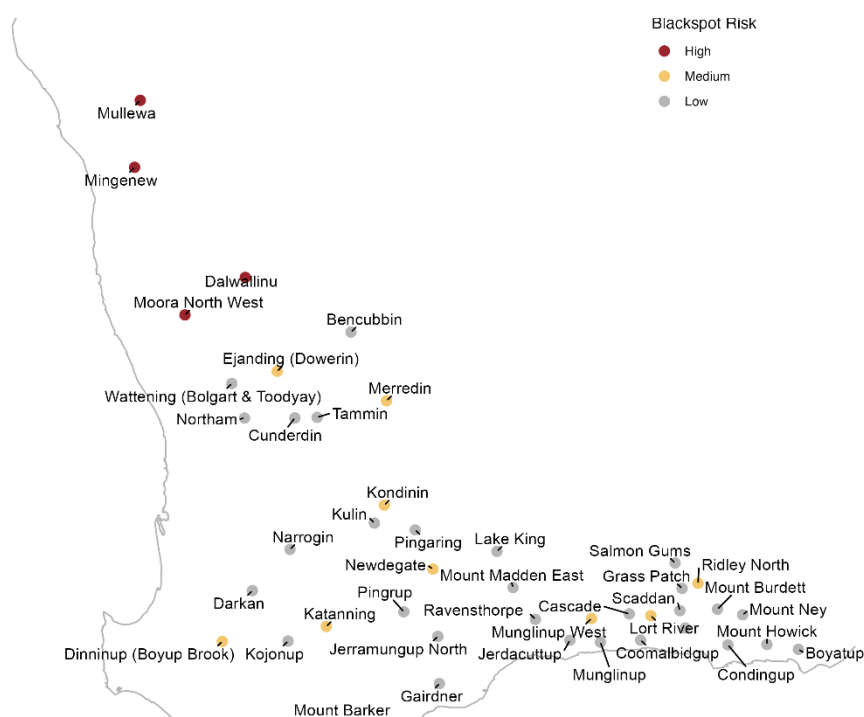 Blackspot Risk
High
Medium
Low
Mullewa
Mingenew
Dalwallinu
Moora North West
Bencubbin
Ejanding (Dowerin)
Merredin
Wattening (Bolgart & Toodyay)
Northam
Tammin
Cunderdin
Kondinin
Kulin
Narrogin
Pingaring
Lake King
Salmon Gums
Newdegate
Ridley North
Mount Madden East
Grass Patch
Mount Burdett
Darkan
Pingrup
Scaddan
Katanning
Ravensthorpe
Cascade
Mount Ney
Munglinup West
Lort River
Mount Howick
Dinninup (Boyup Brook)
Kojonup
Jerramungup North
Jerdacuttup
Coomalbidgup
Boyatup
Munglinup
Condingup
Gairdner
Mount Barker